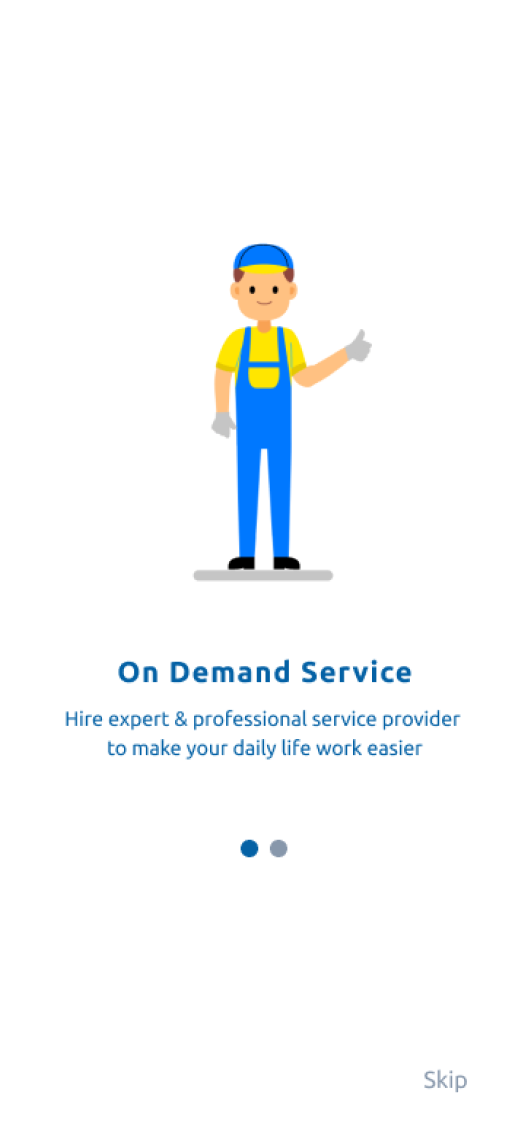 On Demand Service
Hire expert & professional service provider
to make your daily life work easier
Skip